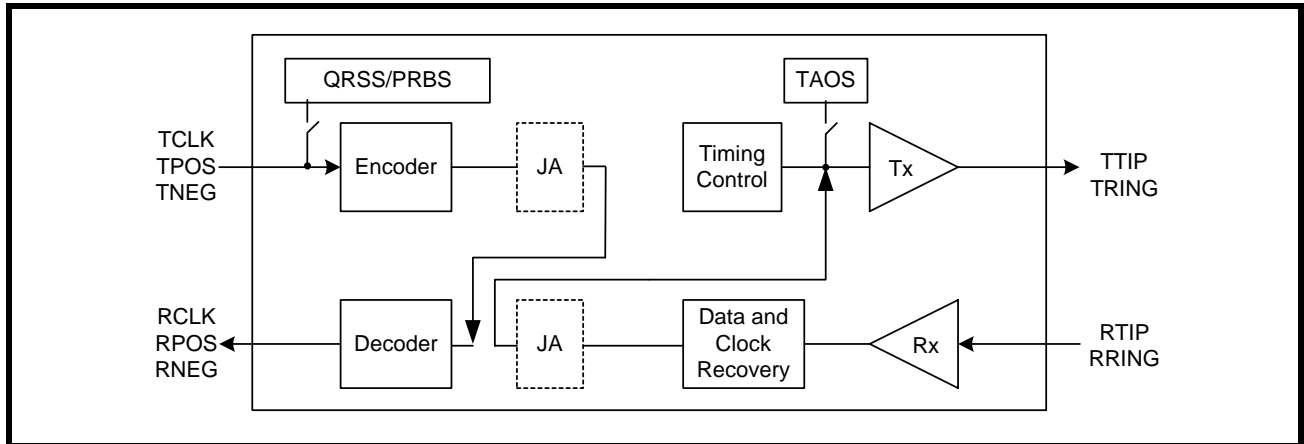 QRSS/PRBS
TAOS
TCLK
TPOS
TNEG
Encoder
JA
Timing
Control
Tx
TTIP
TRING
RCLK
RPOS
RNEG
Decoder
JA
Data and
Clock
Recovery
Rx
RTIP
RRING